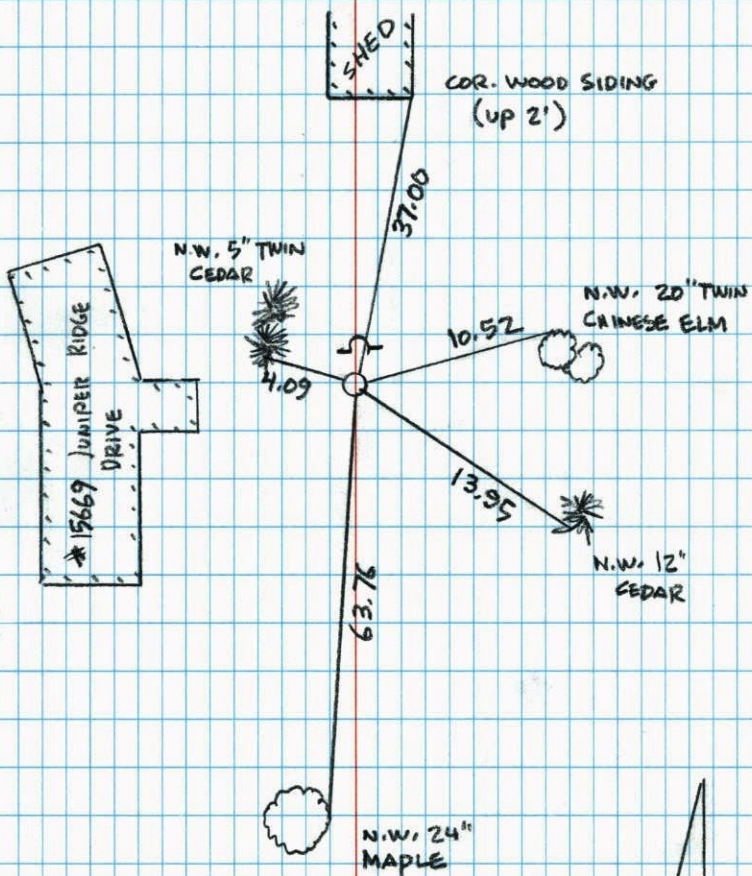 SHED
COR. WOOD SIDING
(UP 2')
37.00
N.W. 5" TWIN
CEDAR
N.W. 20" TWIN
CHINESE ELM
10.52
4.09
#15669 JUNIPER RIDGE
DRIVE
13.95
N.W. 12"
CEDAR
63.76
N.W. 24"
MAPLE